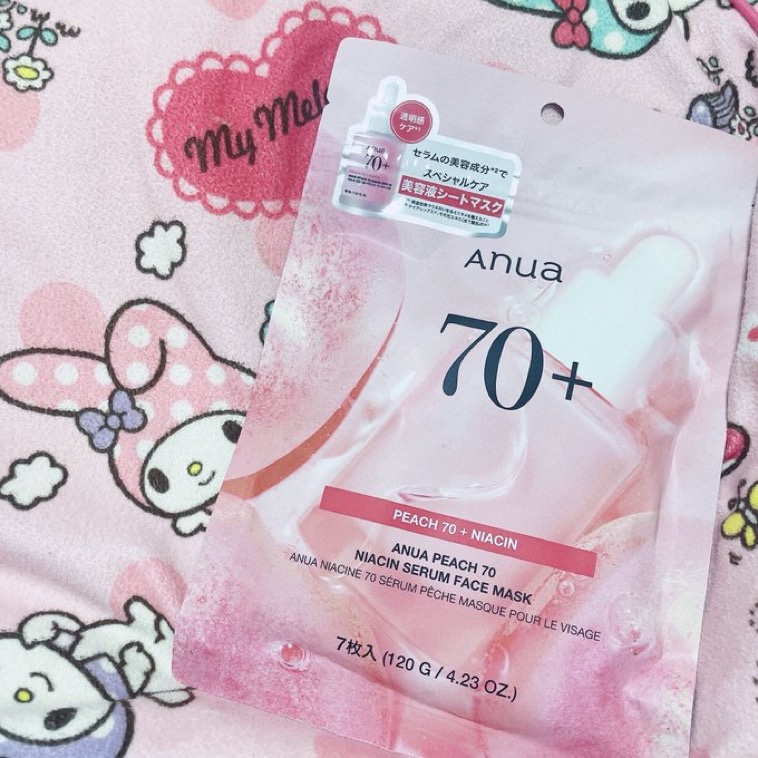 My Mel
透明感
ケア*¹
Anua
70+
セラムの美容成分*²で
スペシャルケア
美容液シートマスク
Anua
70+
PEACH 70 + NIACIN
ANUA PEACH 70
NIACIN SERUM FACE MASK
ANUA NIACINE 70 SÉRUM PÊCHE MASQUE POUR LE VISAGE
7枚入 (120 G / 4.23 OZ.)